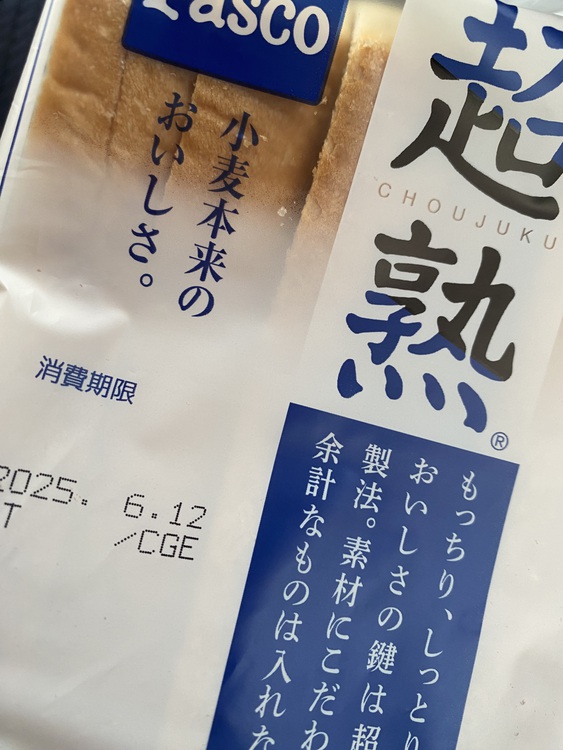 Pasco
超熟
CHOUJUKU
®
小麦本来の
おいしさ。
消費期限
2025. 6.12
T /CGE
もっちり、しっとり
おいしさの鍵は超
製法。素材にこだわ
余計なものは入れな